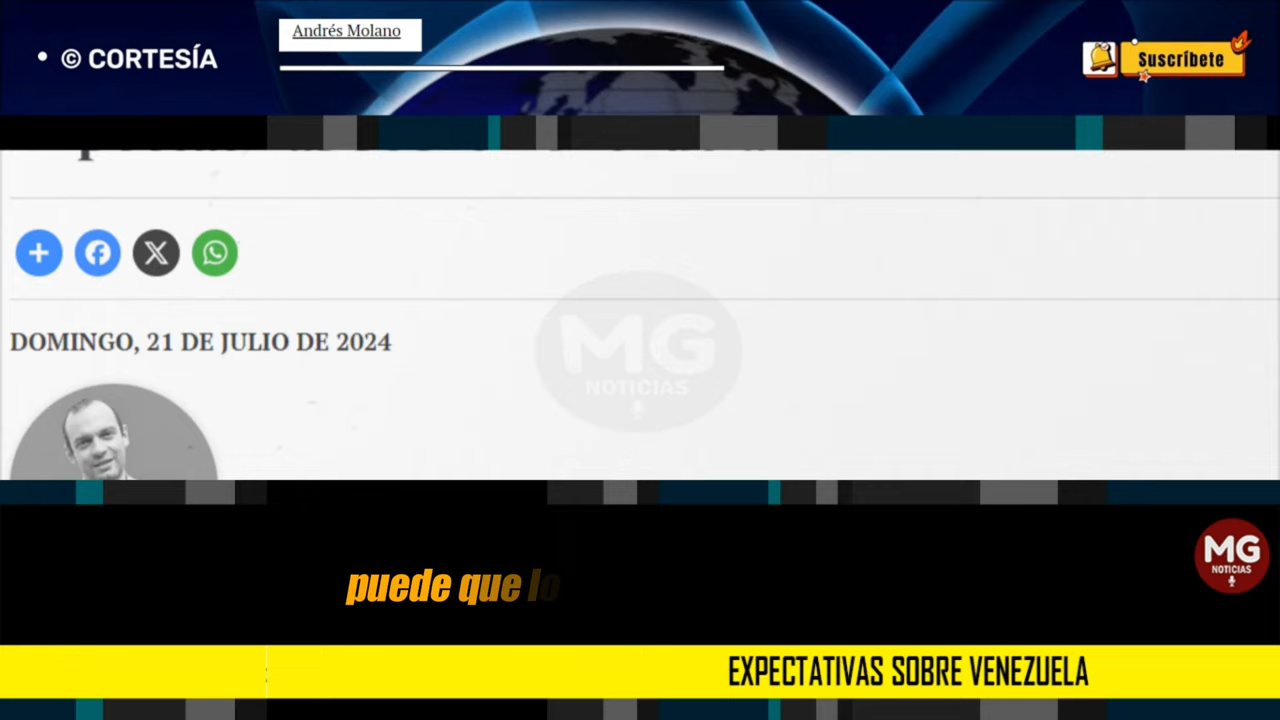 Andrés Molano
• © CORTESÍA
Suscríbete
DOMINGO, 21 DE JULIO DE 2024
MG
NOTICIAS
MG
NOTICIAS
puede que lo
EXPECTATIVAS SOBRE VENEZUELA